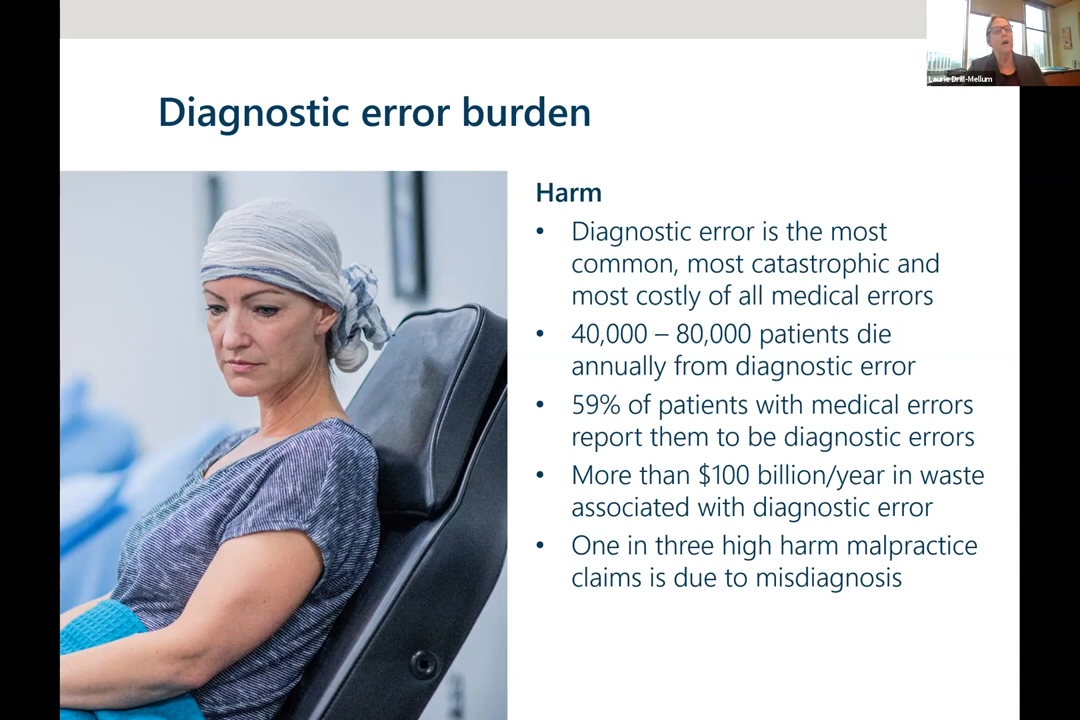 Laurie Drill-Mellum
Diagnostic error burden
Harm
• Diagnostic error is the most
common, most catastrophic and
most costly of all medical errors
• 40,000 – 80,000 patients die
annually from diagnostic error
• 59% of patients with medical errors
report them to be diagnostic errors
• More than $100 billion/year in waste
associated with diagnostic error
• One in three high harm malpractice
claims is due to misdiagnosis